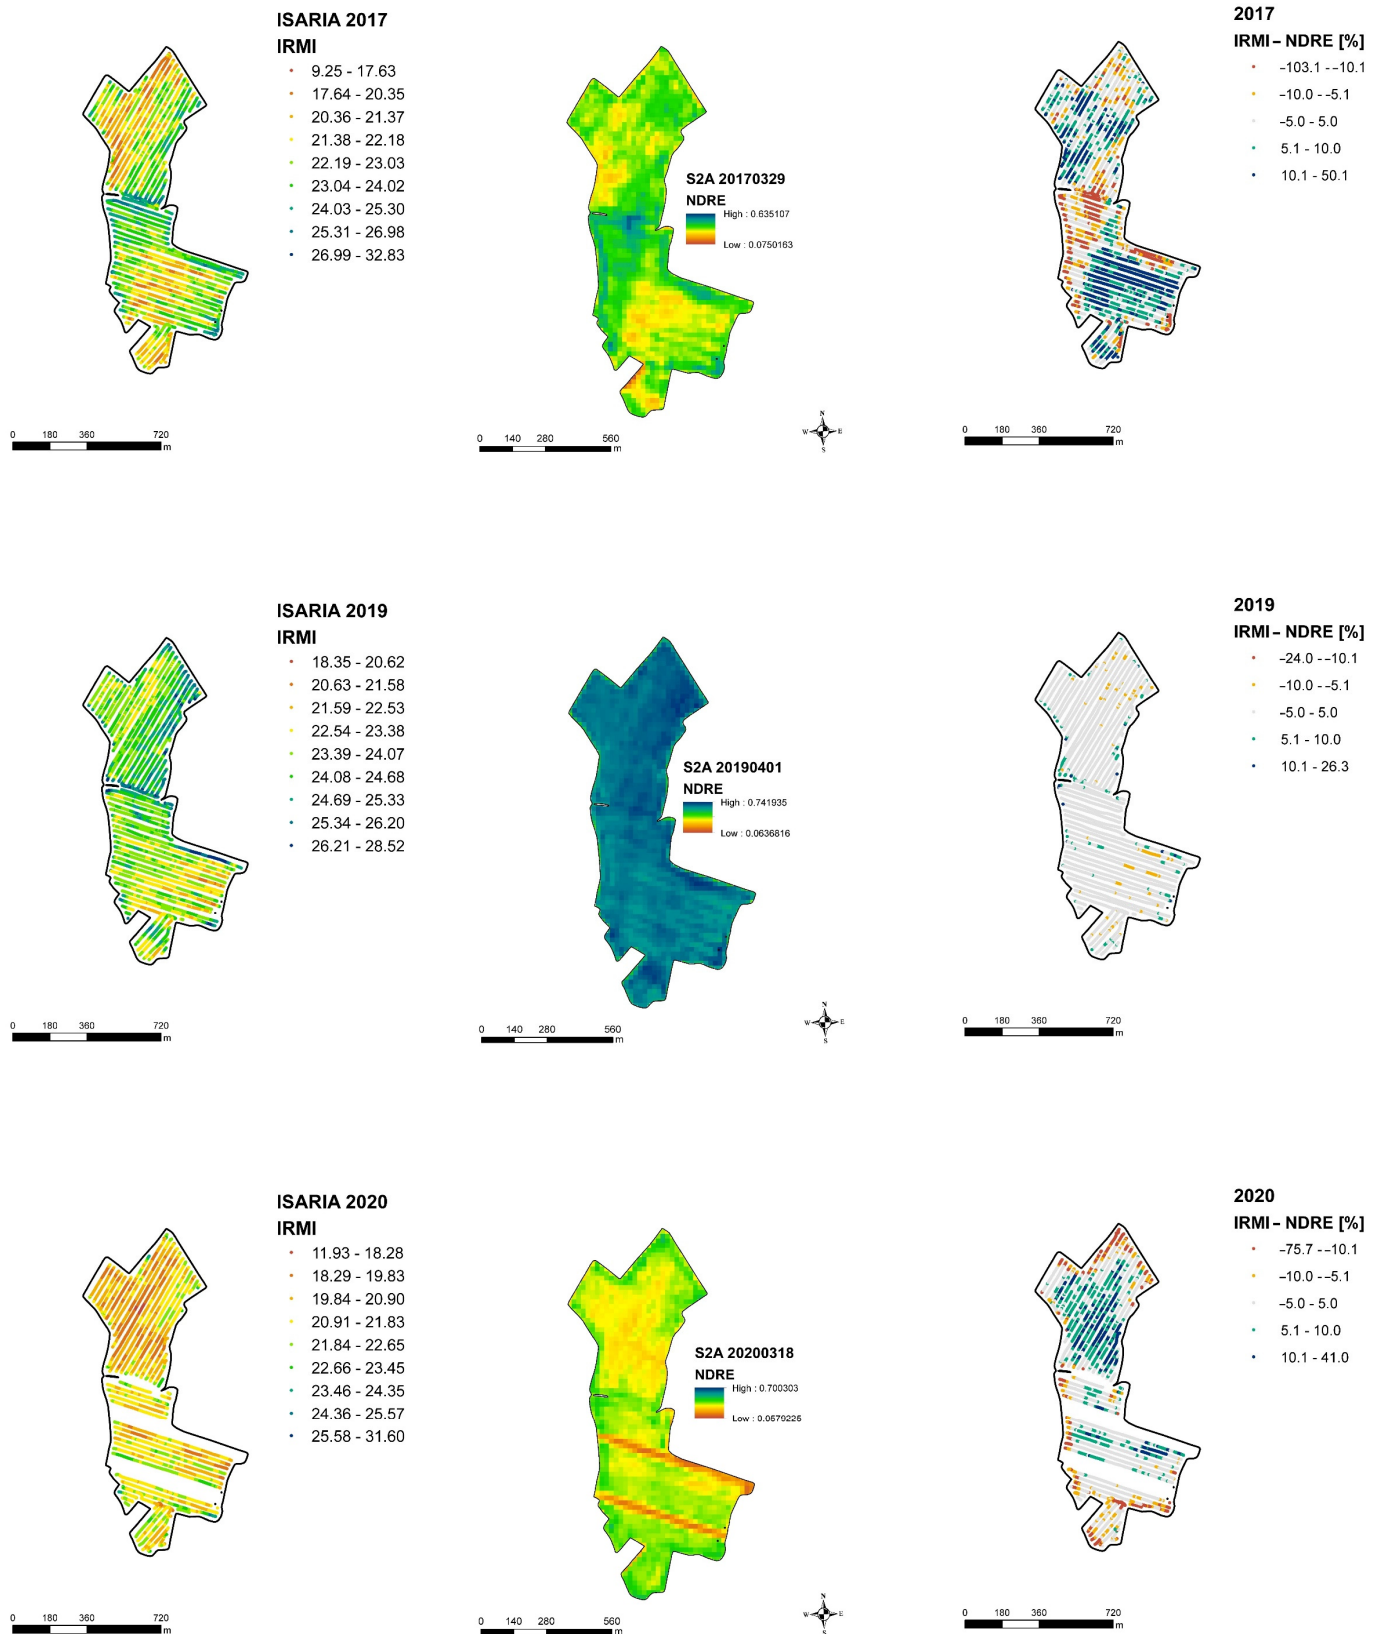 ISARIA 2017
IRMI
9.25 - 17.63
17.64 - 20.35
20.36 - 21.37
21.38 - 22.18
22.19 - 23.03
23.04 - 24.02
24.03 - 25.30
25.31 - 26.98
26.99 - 32.83
0 180 360 720
m
S2A 20170329
NDRE
High : 0.635107
Low : 0.0750163
0 140 280 560
m
N
W E
S
2017
IRMI – NDRE [%]
–103.1 - –10.1
–10.0 - –5.1
–5.0 - 5.0
5.1 - 10.0
10.1 - 50.1
0 180 360 720
m
ISARIA 2019
IRMI
18.35 - 20.62
20.63 - 21.58
21.59 - 22.53
22.54 - 23.38
23.39 - 24.07
24.08 - 24.68
24.69 - 25.33
25.34 - 26.20
26.21 - 28.52
0 180 360 720
m
S2A 20190401
NDRE
High : 0.741935
Low : 0.0636816
0 140 280 560
m
N
W E
S
2019
IRMI – NDRE [%]
–24.0 - –10.1
–10.0 - –5.1
–5.0 - 5.0
5.1 - 10.0
10.1 - 26.3
0 180 360 720
m
ISARIA 2020
IRMI
11.93 - 18.28
18.29 - 19.83
19.84 - 20.90
20.91 - 21.83
21.84 - 22.65
22.66 - 23.45
23.46 - 24.35
24.36 - 25.57
25.58 - 31.60
0 180 360 720
m
S2A 20200318
NDRE
High : 0.700303
Low : 0.0579226
0 140 280 560
m
N
W E
S
2020
IRMI – NDRE [%]
–75.7 - –10.1
–10.0 - –5.1
–5.0 - 5.0
5.1 - 10.0
10.1 - 41.0
0 180 360 720
m